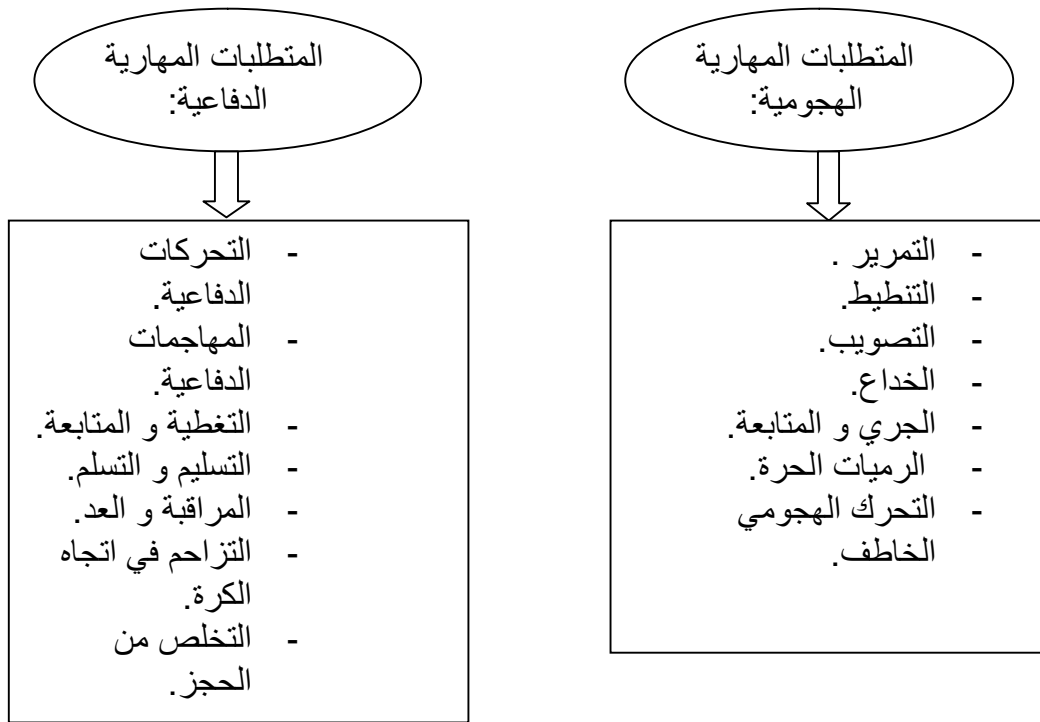 المتطلبات المهارية
الهجومية:
- التمرير .
- التنطيط.
- التصويب.
- الخداع.
- الجري و المتابعة.
- الرميات الحرة.
- التحرك الهجومي
الخاطف.
المتطلبات المهارية
الدفاعية:
- التحركات
الدفاعية.
- المهاجمات
الدفاعية.
- التغطية و المتابعة.
- التسليم و التسلم.
- المراقبة و العد.
- التزاحم في اتجاه
الكرة.
- التخلص من
الحجز.